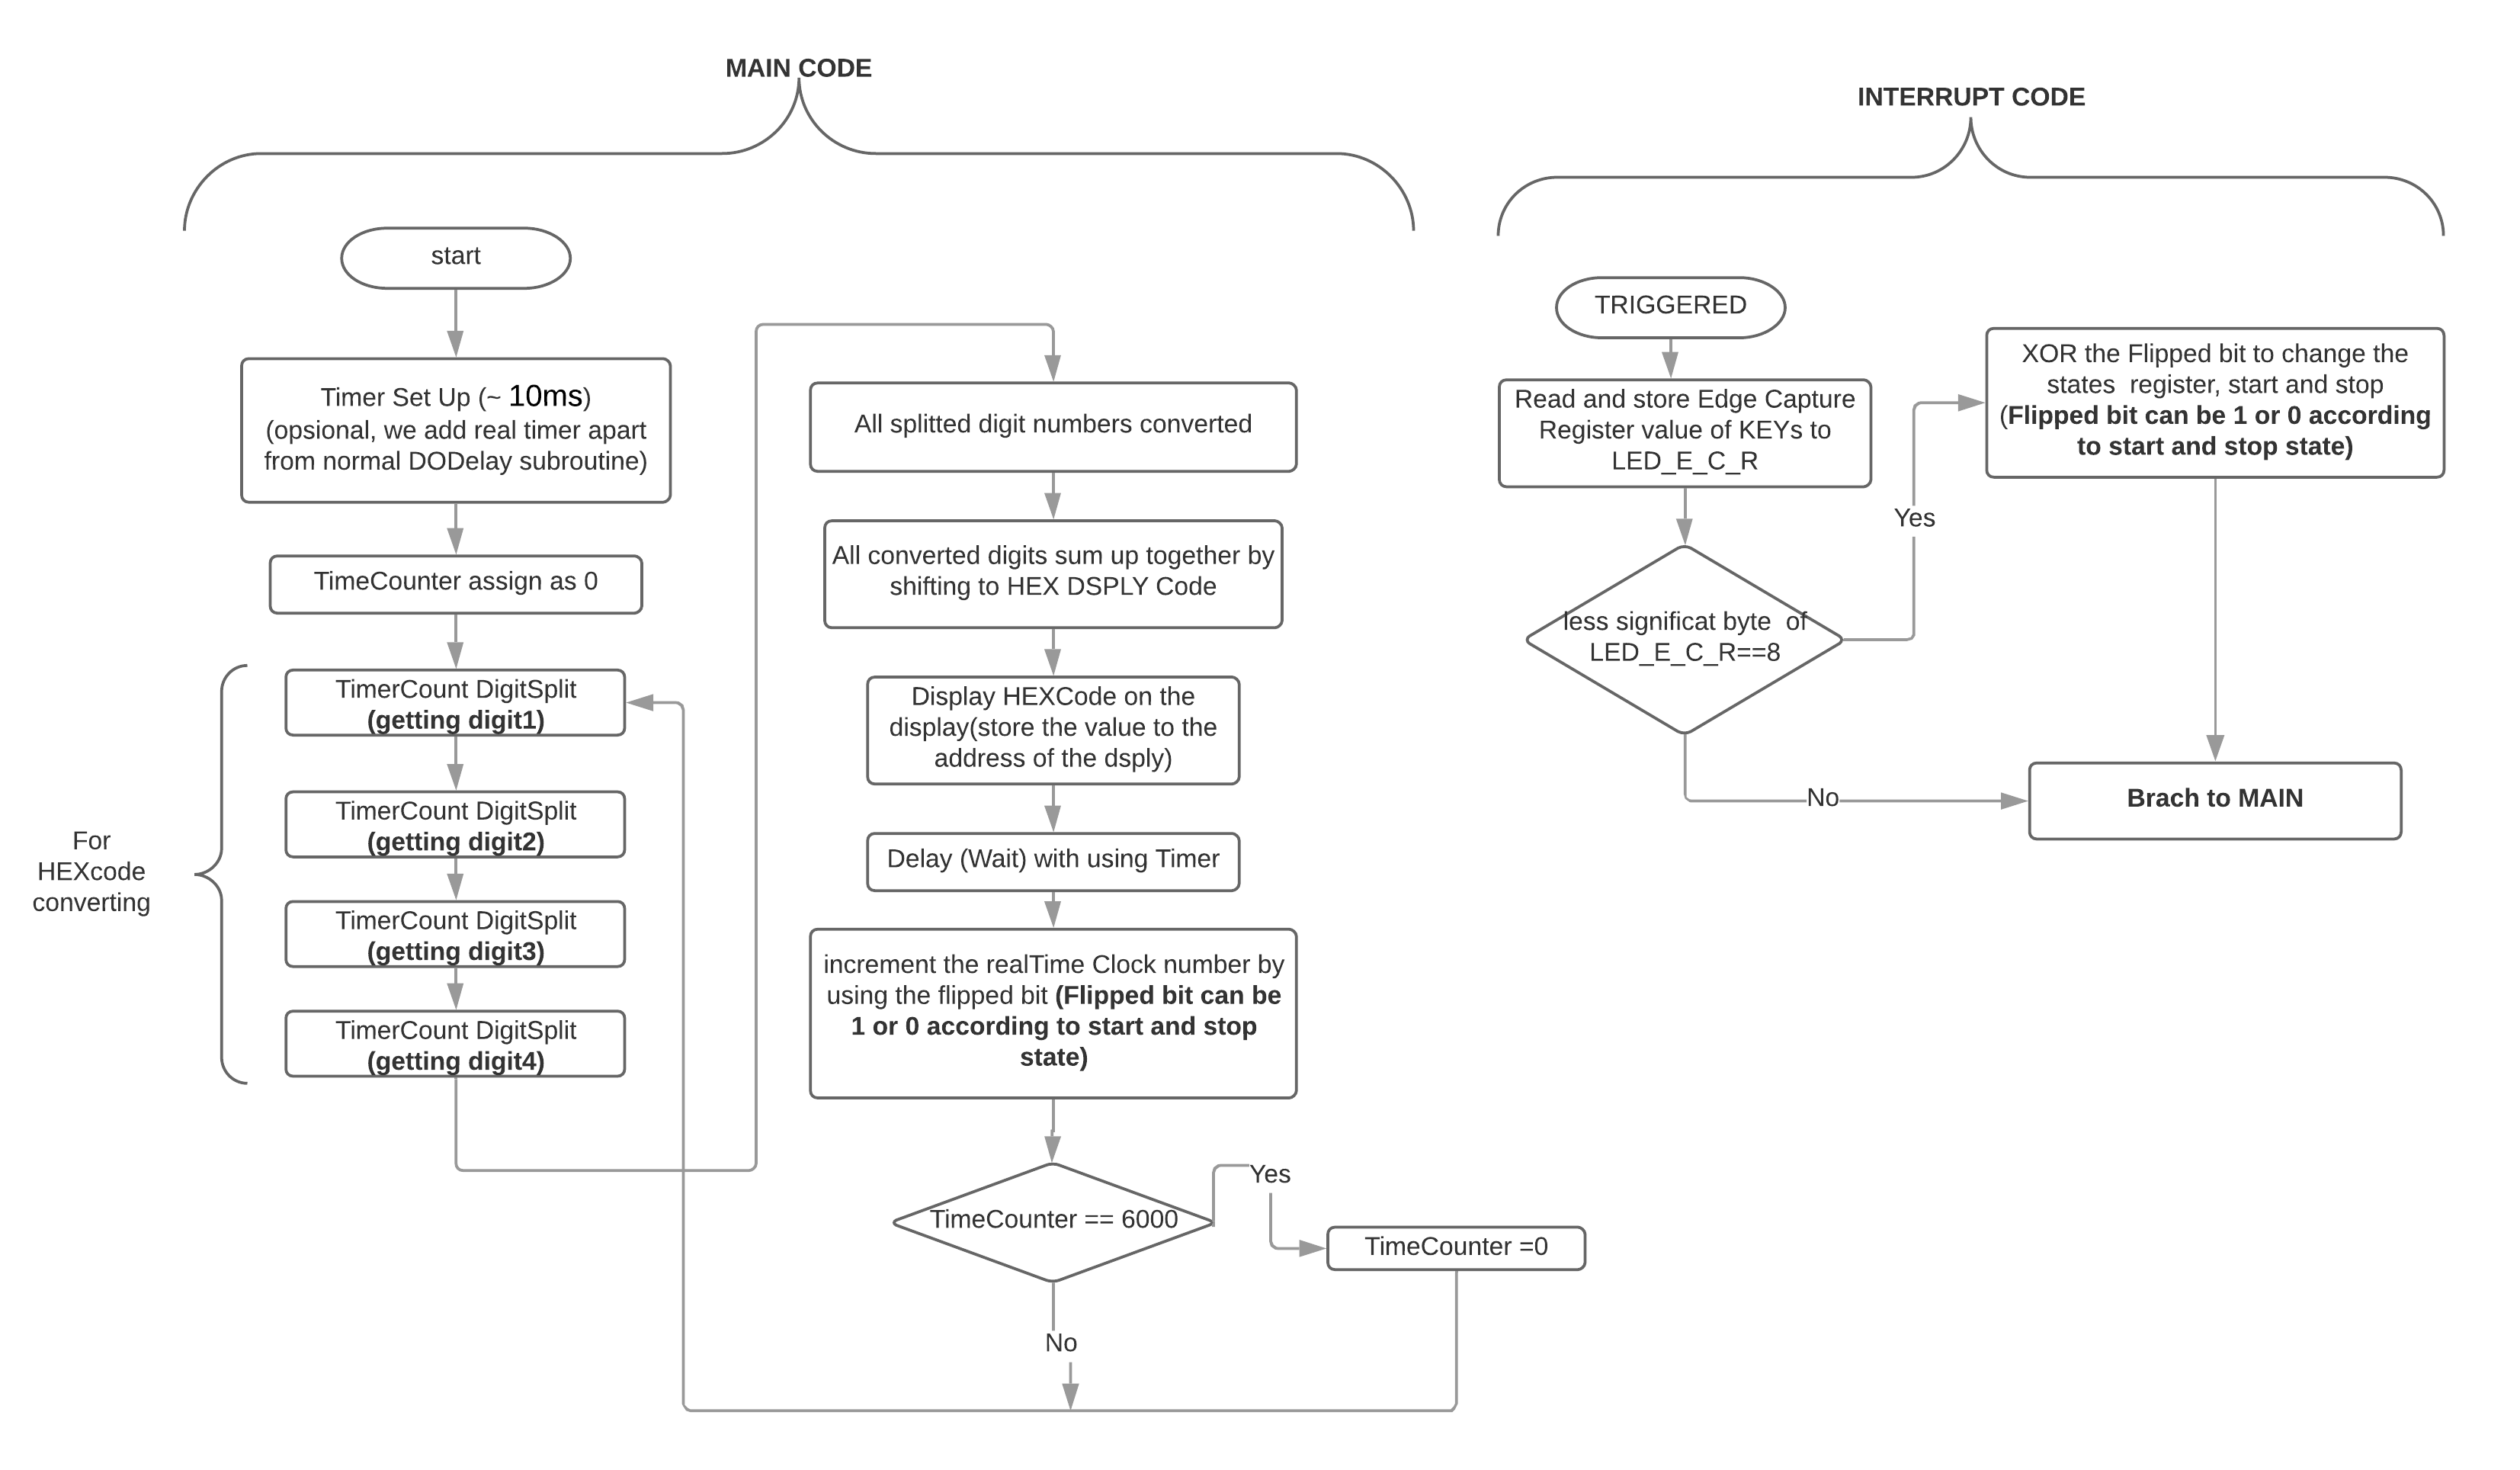 MAIN CODE
start
Timer Set Up (~ 10ms)
(opsional, we add real timer apart
from normal DODelay subroutine)
TimeCounter assign as 0
For
HEXcode
converting
TimerCount DigitSplit
(getting digit1)
TimerCount DigitSplit
(getting digit2)
TimerCount DigitSplit
(getting digit3)
TimerCount DigitSplit
(getting digit4)
All splitted digit numbers converted
All converted digits sum up together by
shifting to HEX DSPLY Code
Display HEXCode on the
display(store the value to the
address of the dsply)
Delay (Wait) with using Timer
increment the realTime Clock number by
using the flipped bit (Flipped bit can be
1 or 0 according to start and stop
state)
TimeCounter == 6000
Yes
TimeCounter =0
No
INTERRUPT CODE
TRIGGERED
Read and store Edge Capture
Register value of KEYs to
LED_E_C_R
less significat byte  of
LED_E_C_R==8
Yes
XOR the Flipped bit to change the
states  register, start and stop
(Flipped bit can be 1 or 0 according
to start and stop state)
No
Brach to MAIN